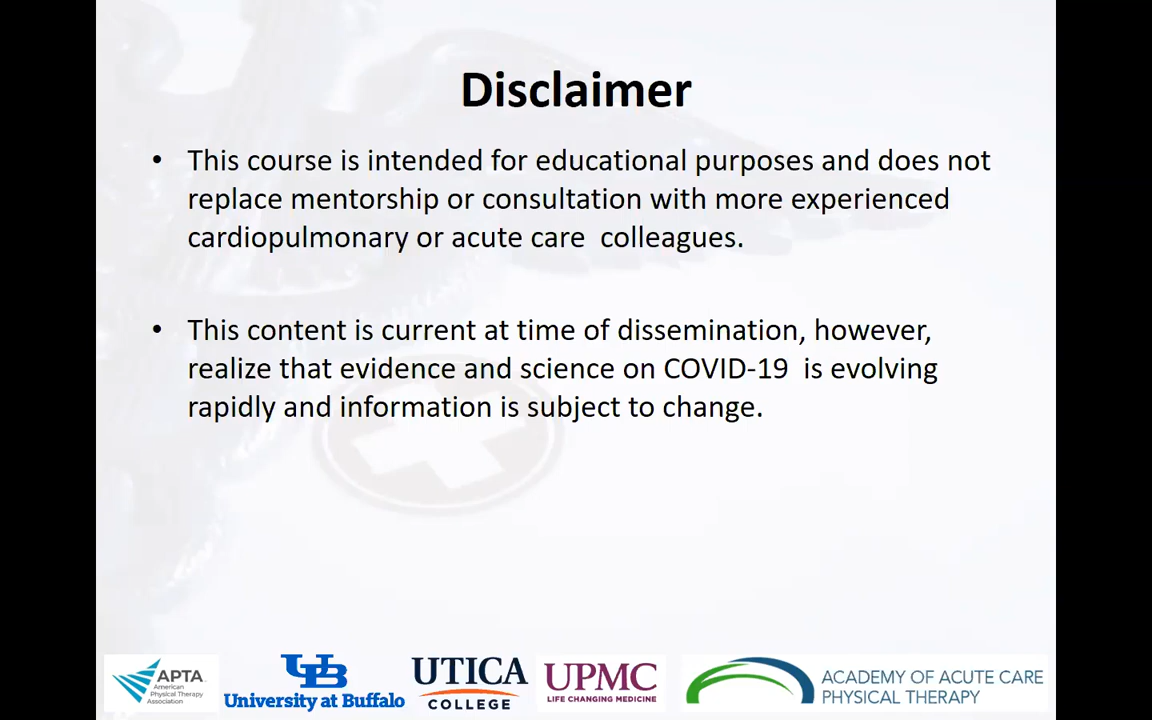 Disclaimer
• This course is intended for educational purposes and does not
replace mentorship or consultation with more experienced
cardiopulmonary or acute care  colleagues.
• This content is current at time of dissemination, however,
realize that evidence and science on COVID-19  is evolving
rapidly and information is subject to change.
APTA
American
Physical Therapy
Association
UB
University at Buffalo
UTICA
COLLEGE
UPMC
LIFE CHANGING MEDICINE
ACADEMY OF ACUTE CARE
PHYSICAL THERAPY